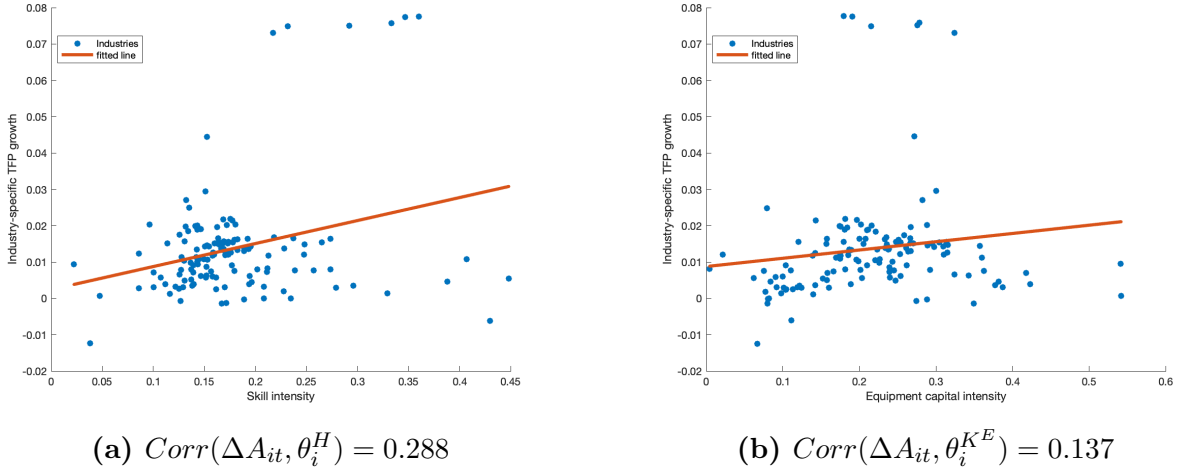 0.08
0.07
0.06
0.05
0.04
0.03
0.02
0.01
0
-0.01
-0.02
Industry-specific TFP growth
Industries
fitted line
0 0.05 0.1 0.15 0.2 0.25 0.3 0.35 0.4 0.45
Skill intensity
(a) Corr(ΔA_{it}, θ_i^H) = 0.288
0.08
0.07
0.06
0.05
0.04
0.03
0.02
0.01
0
-0.01
-0.02
Industry-specific TFP growth
Industries
fitted line
0 0.1 0.2 0.3 0.4 0.5 0.6
Equipment capital intensity
(b) Corr(ΔA_{it}, θ_i^{K^E}) = 0.137